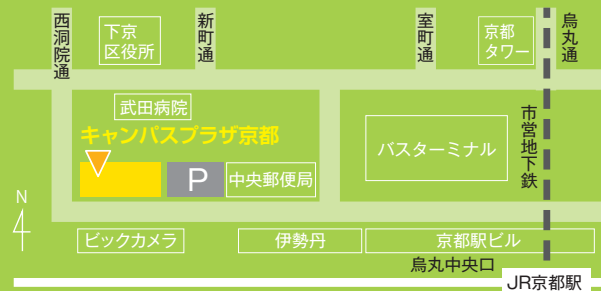 西洞院通
下京
区役所
新町通
室町通
京都
タワー
烏丸通
武田病院
キャンパスプラザ京都
P
中央郵便局
バスターミナル
市営地下鉄
N
ビックカメラ
伊勢丹
京都駅ビル
烏丸中央口
JR京都駅